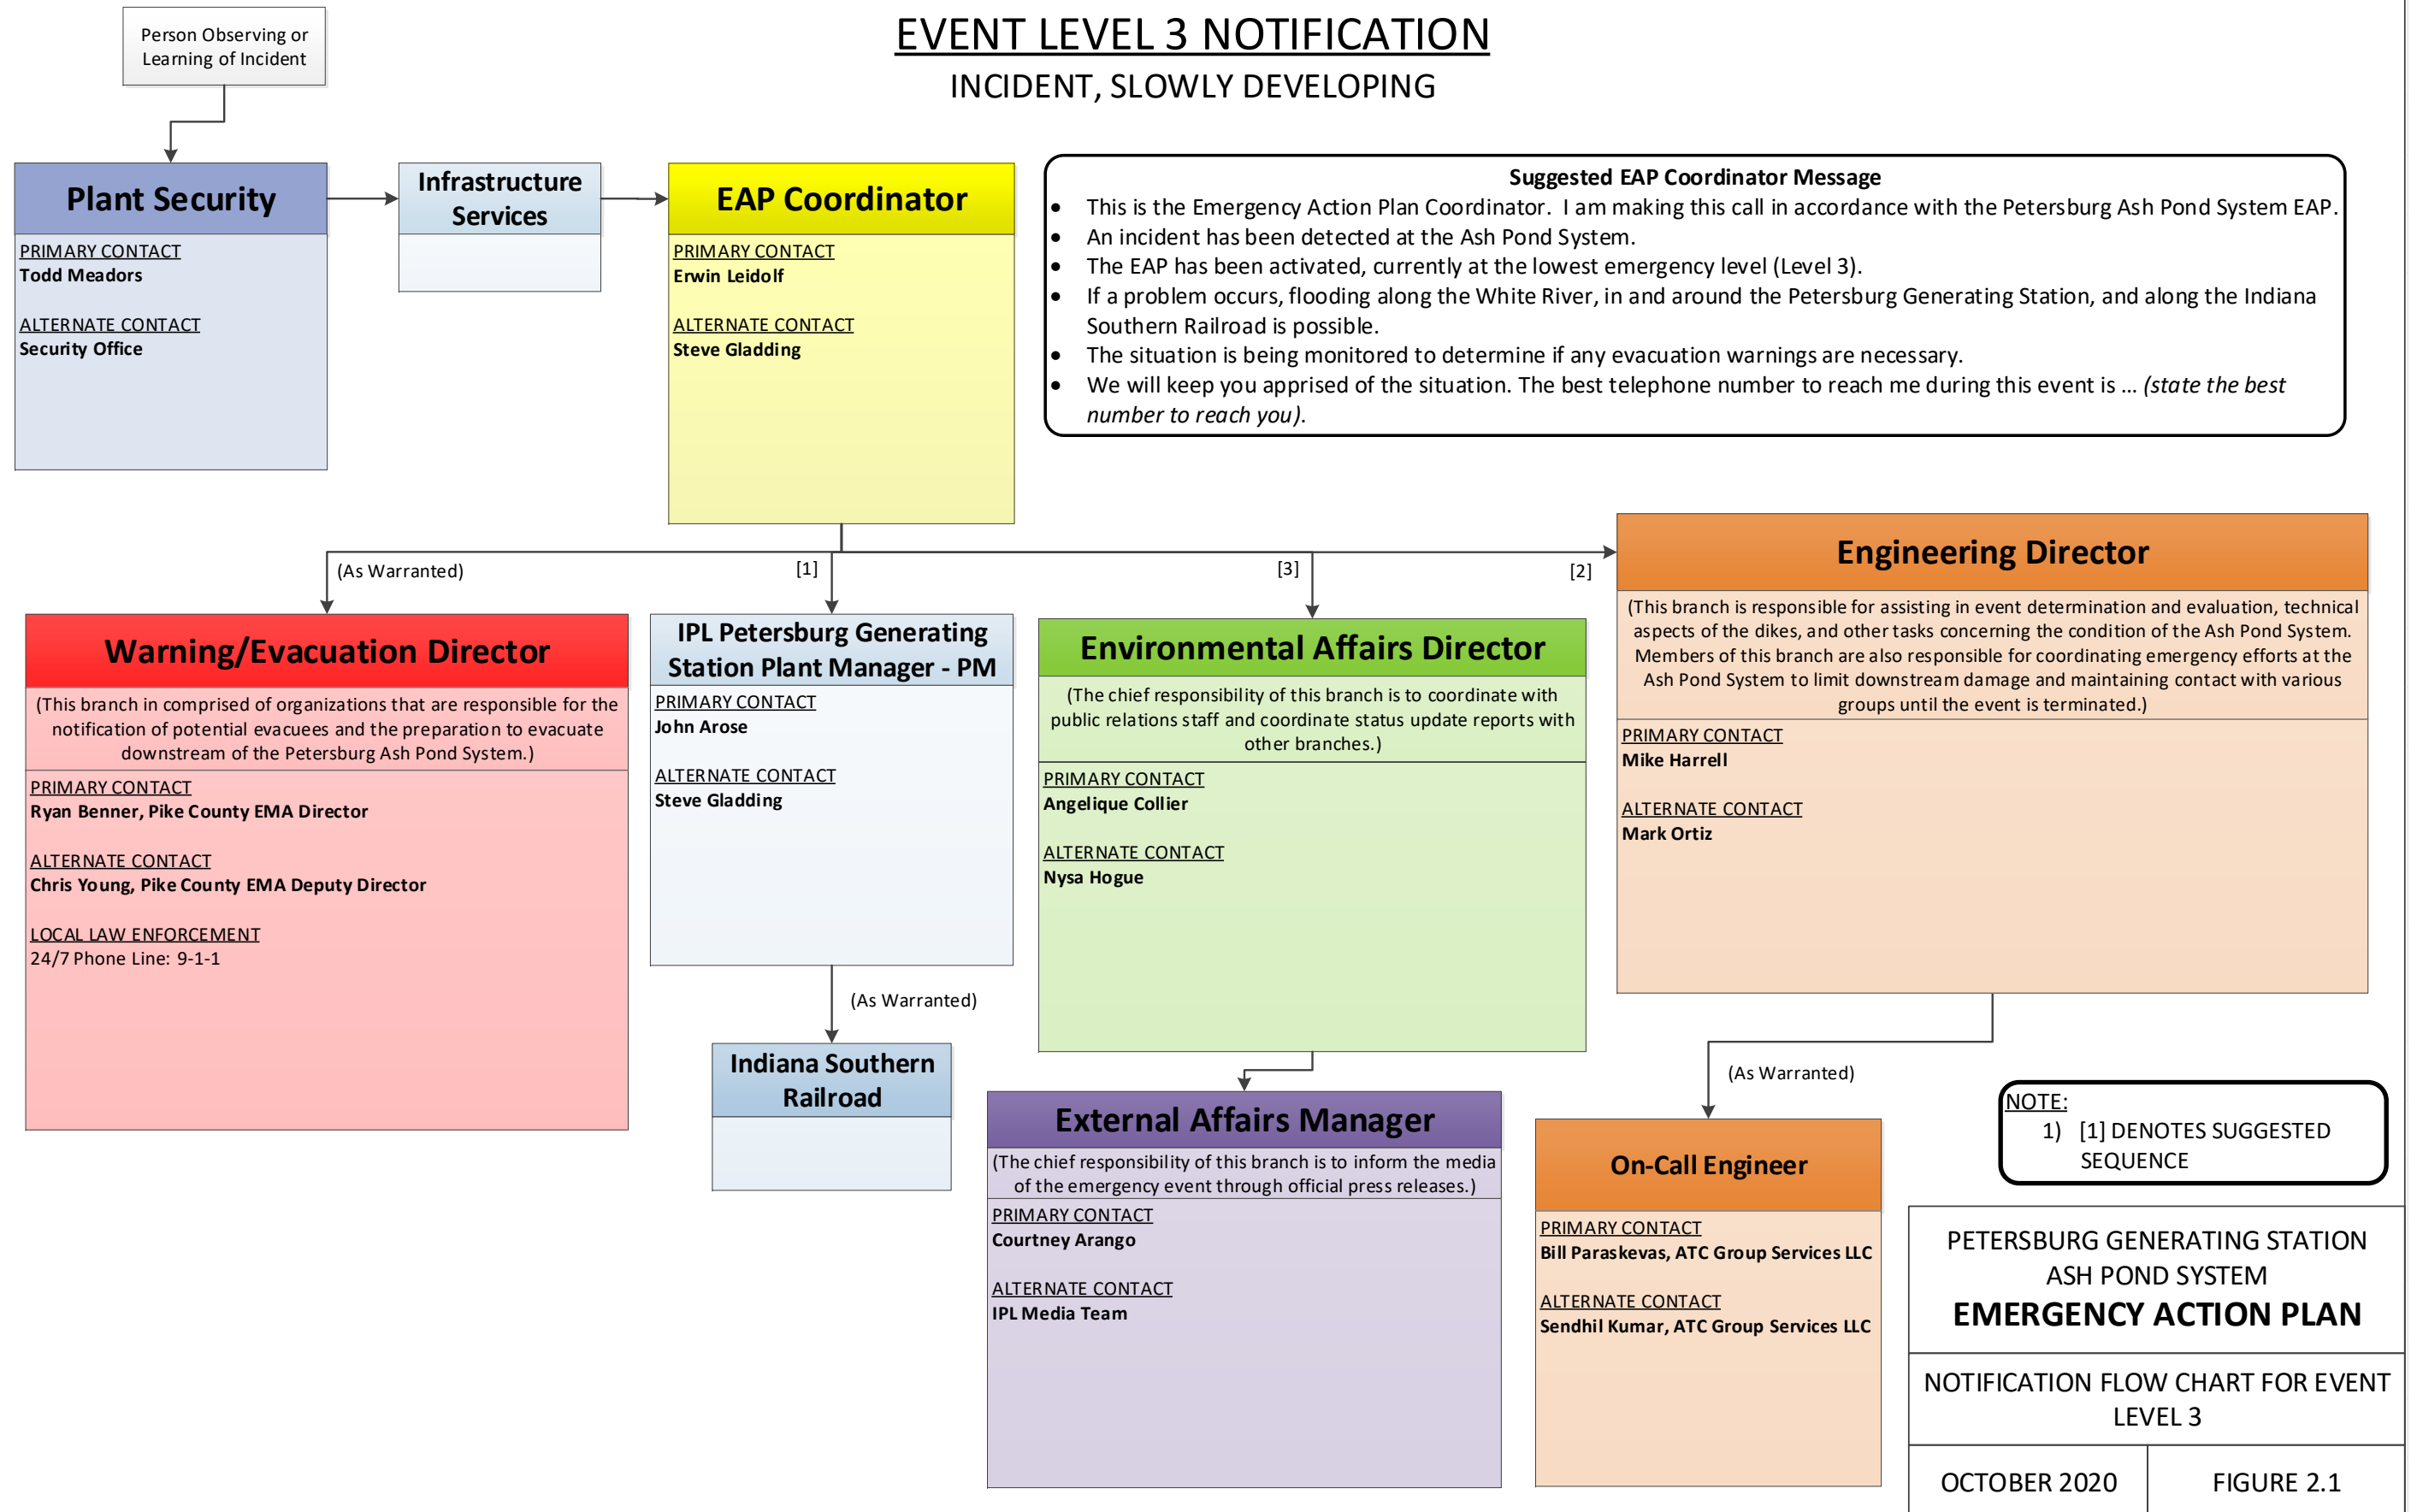 EVENT LEVEL 3 NOTIFICATION
INCIDENT, SLOWLY DEVELOPING
Person Observing or
Learning of Incident
Plant Security
PRIMARY CONTACT
Todd Meadors
ALTERNATE CONTACT
Security Office
Infrastructure
Services
EAP Coordinator
PRIMARY CONTACT
Erwin Leidolf
ALTERNATE CONTACT
Steve Gladding
Suggested EAP Coordinator Message
• This is the Emergency Action Plan Coordinator. I am making this call in accordance with the Petersburg Ash Pond System EAP.
• An incident has been detected at the Ash Pond System.
• The EAP has been activated, currently at the lowest emergency level (Level 3).
• If a problem occurs, flooding along the White River, in and around the Petersburg Generating Station, and along the Indiana
Southern Railroad is possible.
• The situation is being monitored to determine if any evacuation warnings are necessary.
• We will keep you apprised of the situation. The best telephone number to reach me during this event is ... (state the best
number to reach you).
(As Warranted)
[1]
[3]
[2]
Warning/Evacuation Director
(This branch in comprised of organizations that are responsible for the
notification of potential evacuees and the preparation to evacuate
downstream of the Petersburg Ash Pond System.)
PRIMARY CONTACT
Ryan Benner, Pike County EMA Director
ALTERNATE CONTACT
Chris Young, Pike County EMA Deputy Director
LOCAL LAW ENFORCEMENT
24/7 Phone Line: 9-1-1
IPL Petersburg Generating
Station Plant Manager - PM
PRIMARY CONTACT
John Arose
ALTERNATE CONTACT
Steve Gladding
(As Warranted)
Indiana Southern
Railroad
Environmental Affairs Director
(The chief responsibility of this branch is to coordinate with
public relations staff and coordinate status update reports with
other branches.)
PRIMARY CONTACT
Angelique Collier
ALTERNATE CONTACT
Nysa Hogue
External Affairs Manager
(The chief responsibility of this branch is to inform the media
of the emergency event through official press releases.)
PRIMARY CONTACT
Courtney Arango
ALTERNATE CONTACT
IPL Media Team
Engineering Director
(This branch is responsible for assisting in event determination and evaluation, technical
aspects of the dikes, and other tasks concerning the condition of the Ash Pond System.
Members of this branch are also responsible for coordinating emergency efforts at the
Ash Pond System to limit downstream damage and maintaining contact with various
groups until the event is terminated.)
PRIMARY CONTACT
Mike Harrell
ALTERNATE CONTACT
Mark Ortiz
(As Warranted)
On-Call Engineer
PRIMARY CONTACT
Bill Paraskevas, ATC Group Services LLC
ALTERNATE CONTACT
Sendhil Kumar, ATC Group Services LLC
NOTE:
1) [1] DENOTES SUGGESTED
SEQUENCE
PETERSBURG GENERATING STATION
ASH POND SYSTEM
EMERGENCY ACTION PLAN
NOTIFICATION FLOW CHART FOR EVENT
LEVEL 3
OCTOBER 2020
FIGURE 2.1